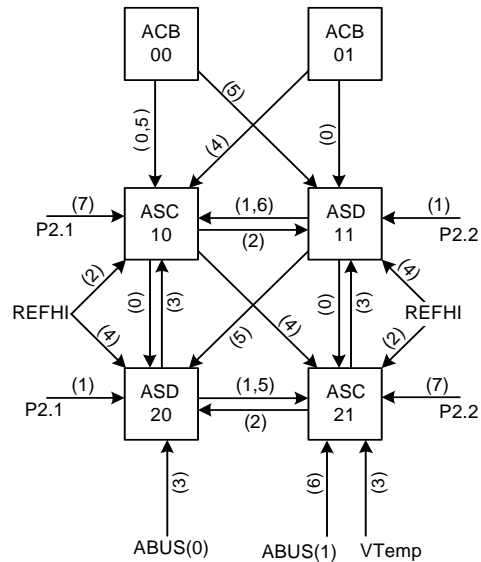 ACB
00
ACB
01
(0,5)
(5)
(4)
(0)
(7)
P2.1
ASC
10
(1,6)
(2)
ASD
11
(1)
P2.2
(2)
REFHI
(4)
(0)
(3)
(5)
(4)
(0)
(3)
(4)
REFHI
(2)
(1)
P2.1
ASD
20
(1,5)
(2)
ASC
21
(7)
P2.2
(3)
(6)
(3)
ABUS(0)
ABUS(1)
VTemp